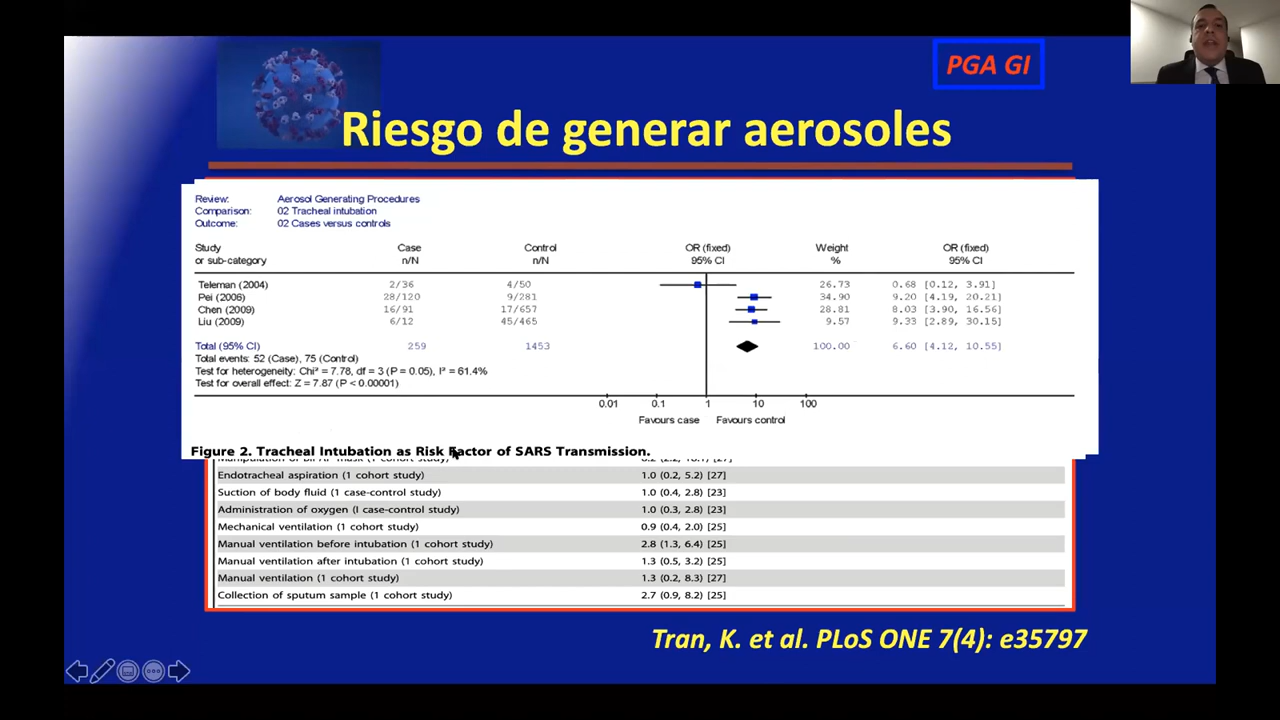 PGA GI
Riesgo de generar aerosoles
Review: Aerosol Generating Procedures
Comparison: 02 Tracheal intubation
Outcome: 02 Cases versus controls
Study Case Control OR (fixed) Weight OR (fixed)
or sub-category n/N n/N 95% CI % 95% CI
Teleman (2004) 2/36 4/50 26.73 0.68 [0.12, 3.91]
Pei (2006) 28/120 9/281 34.90 9.20 [4.19, 20.21]
Chen (2009) 16/91 17/657 28.81 8.03 [3.90, 16.56]
Liu (2009) 6/12 45/465 9.57 9.33 [2.89, 30.15]
Total (95% CI) 259 1453 100.00 6.60 [4.12, 10.55]
Total events: 52 (Case), 75 (Control)
Test for heterogeneity: Chi² = 7.78, df = 3 (P = 0.05), I² = 61.4%
Test for overall effect: Z = 7.87 (P < 0.00001)
0.01 0.1 1 10 100
Favours case Favours control
Figure 2. Tracheal Intubation as Risk Factor of SARS Transmission.
Endotracheal aspiration (1 cohort study) 1.0 (0.2, 5.2) [27]
Suction of body fluid (1 case-control study) 1.0 (0.4, 2.8) [23]
Administration of oxygen (I case-control study) 1.0 (0.3, 2.8) [23]
Mechanical ventilation (1 cohort study) 0.9 (0.4, 2.0) [25]
Manual ventilation before intubation (1 cohort study) 2.8 (1.3, 6.4) [25]
Manual ventilation after intubation (1 cohort study) 1.3 (0.5, 3.2) [25]
Manual ventilation (1 cohort study) 1.3 (0.2, 8.3) [27]
Collection of sputum sample (1 cohort study) 2.7 (0.9, 8.2) [25]
Tran, K. et al. PLoS ONE 7(4): e35797